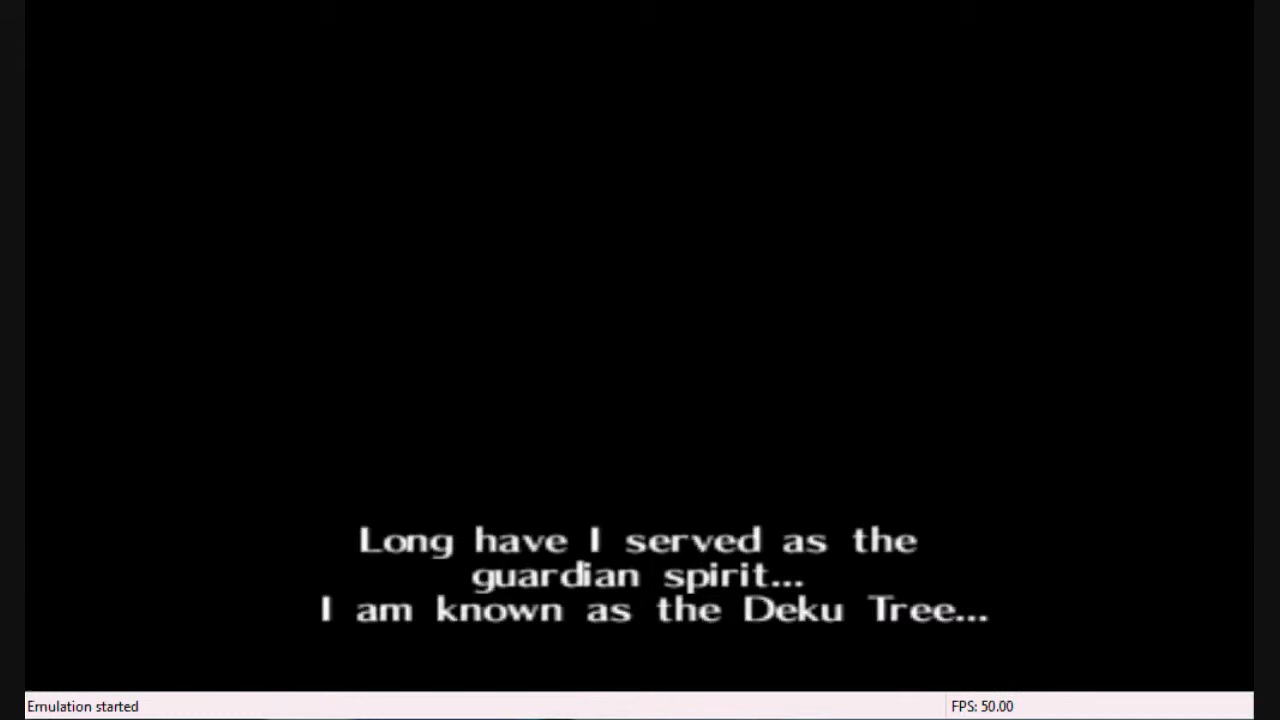 Long have I served as the
guardian spirit...
I am known as the Deku Tree...
Emulation started
FPS: 50.00